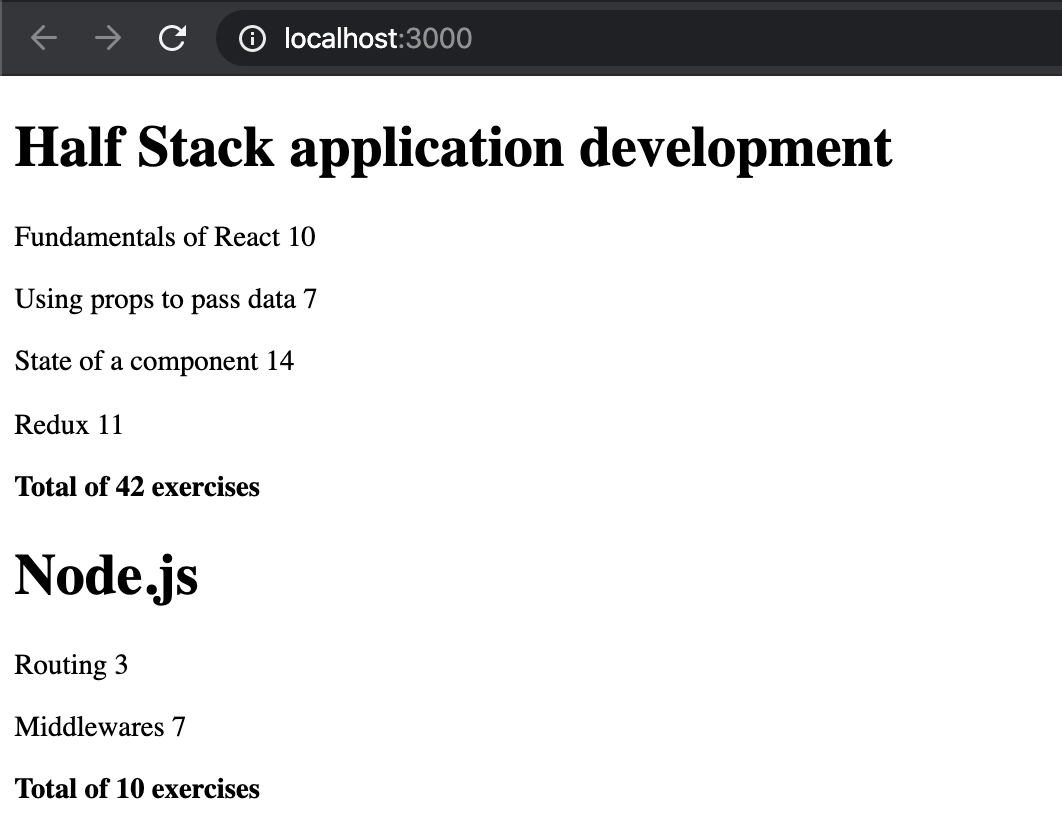 localhost:3000
Half Stack application development
Fundamentals of React 10
Using props to pass data 7
State of a component 14
Redux 11
Total of 42 exercises
Node.js
Routing 3
Middlewares 7
Total of 10 exercises